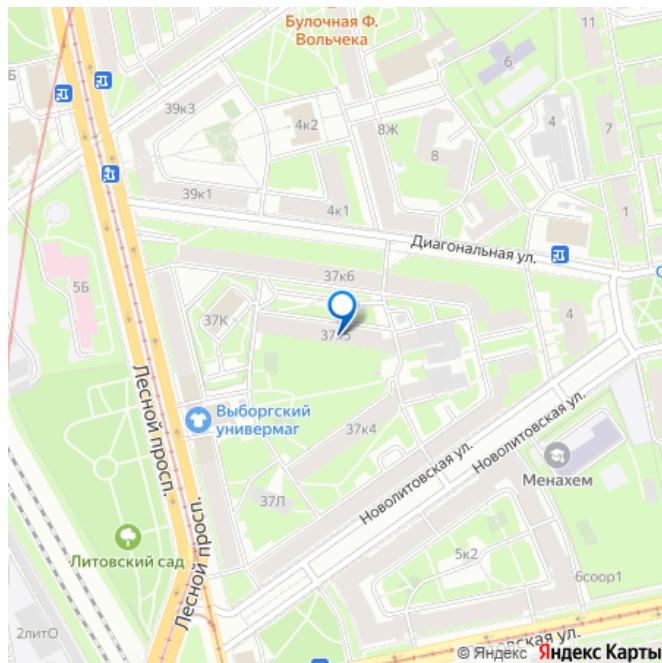 Булочная Ф.
Вольчека
11
Б
6
39к3
4к2
8Ж
4
7
8
39к1
4к1
1
Диагональная ул.
5Б
37к6
37К
4
Лесной просп.
Выборгский
универмаг
37к4
Новолитовская ул.
Новолитовская ул.
Менахем
37Л
Лесной просп.
Литовский сад
5к2
6соор1
2литО
овская ул.
© Яндекс Яндекс Карты